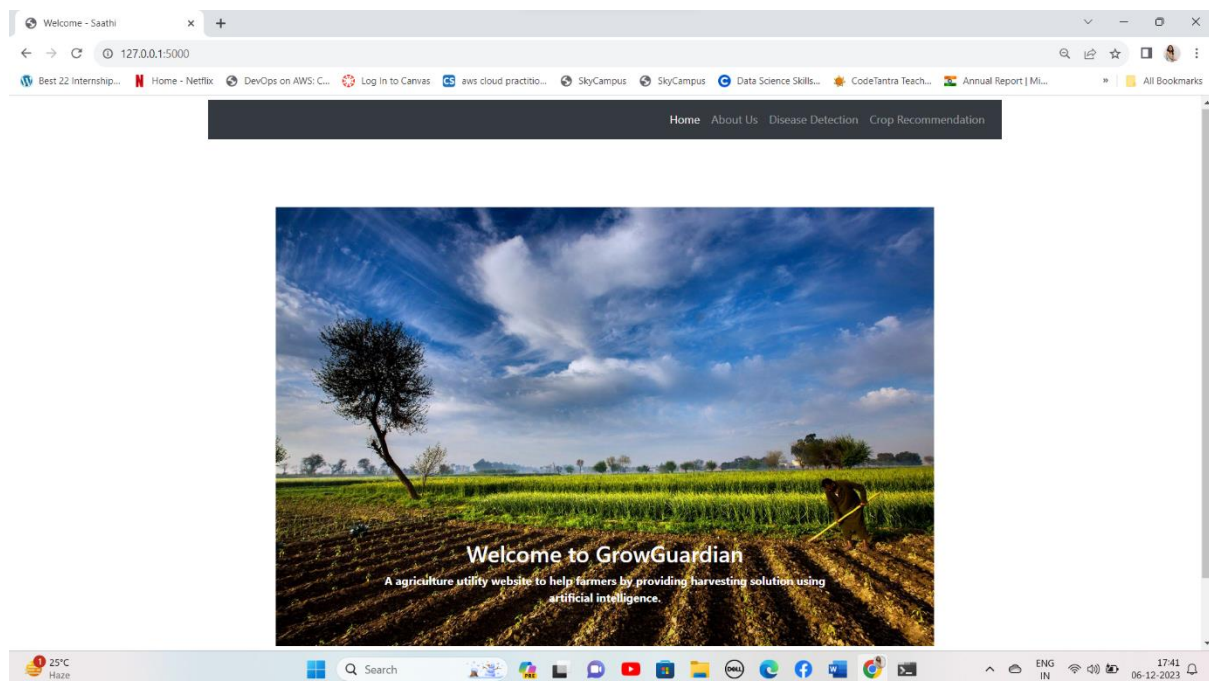 Welcome - Saathi
127.0.0.1:5000
Best 22 Internship... Home - Netflix DevOps on AWS: C... Log In to Canvas aws cloud practitio... SkyCampus SkyCampus Data Science Skills... CodeTantra Teach... Annual Report | Mi... » All Bookmarks
Home About Us Disease Detection Crop Recommendation
Welcome to GrowGuardian
A agriculture utility website to help farmers by providing harvesting solution using
artificial intelligence.
1 25°C
Haze
Search
ENG
IN
17:41
06-12-2023